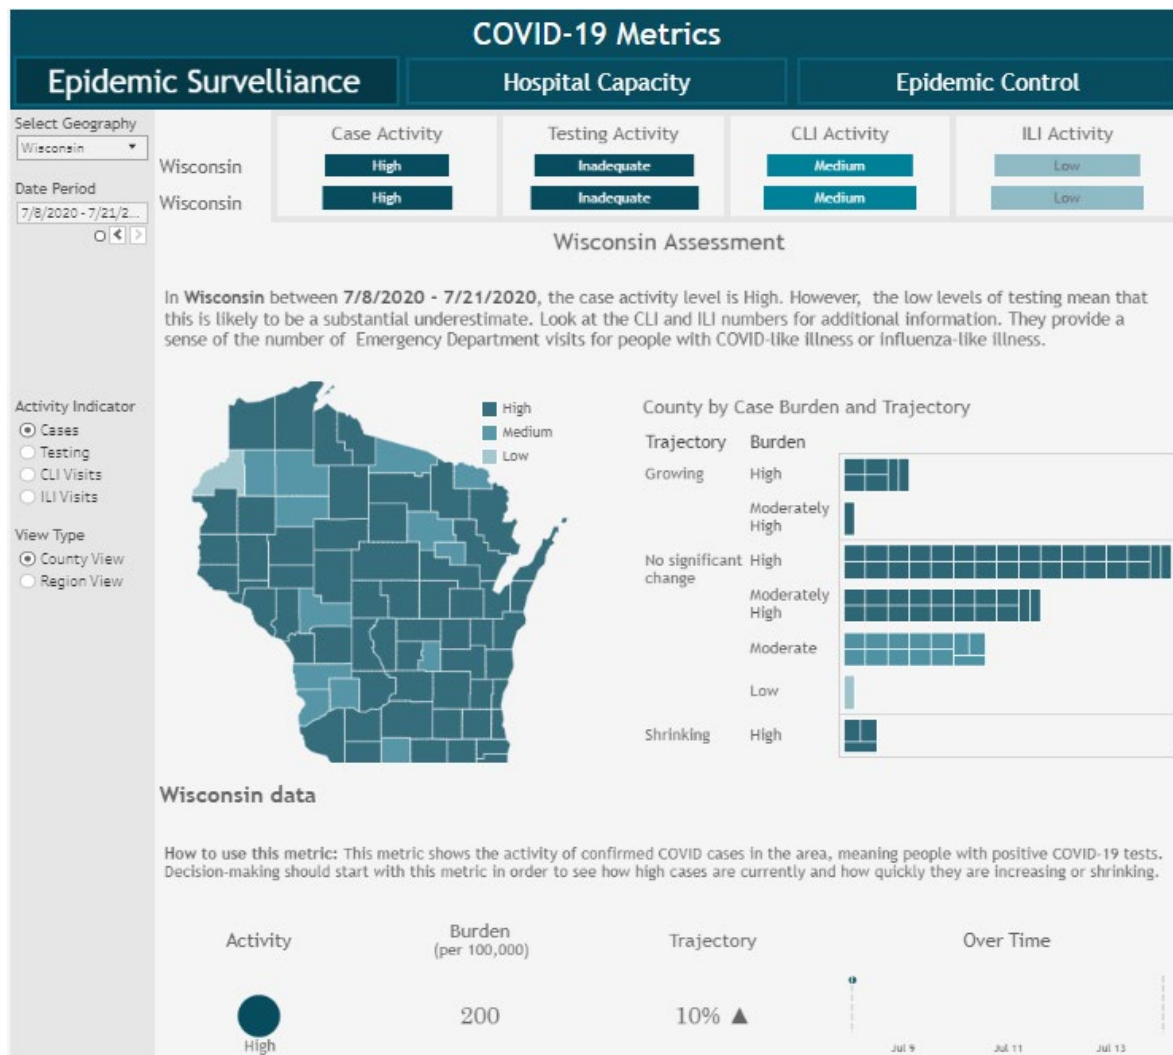 COVID-19 Metrics
Epidemic Survelliance
Hospital Capacity
Epidemic Control
Select Geography
Wisconsin
Date Period
7/8/2020 - 7/21/2...
Case Activity
Testing Activity
CLI Activity
ILI Activity
Wisconsin
High
Inadequate
Medium
Low
Wisconsin
High
Inadequate
Medium
Low
Wisconsin Assessment
In Wisconsin between 7/8/2020 - 7/21/2020, the case activity level is High. However, the low levels of testing mean that
this is likely to be a substantial underestimate. Look at the CLI and ILI numbers for additional information. They provide a
sense of the number of Emergency Department visits for people with COVID-like illness or influenza-like illness.
Activity Indicator
Cases
Testing
CLI Visits
ILI Visits
View Type
County View
Region View
High
Medium
Low
County by Case Burden and Trajectory
Trajectory
Burden
Growing
High
Moderately
High
No significant
change
High
Moderately
High
Moderate
Low
Shrinking
High
Wisconsin data
How to use this metric: This metric shows the activity of confirmed COVID cases in the area, meaning people with positive COVID-19 tests.
Decision-making should start with this metric in order to see how high cases are currently and how quickly they are increasing or shrinking.
Activity
Burden
(per 100,000)
Trajectory
Over Time
High
200
10% ▲
Jul 9
Jul 11
Jul 13